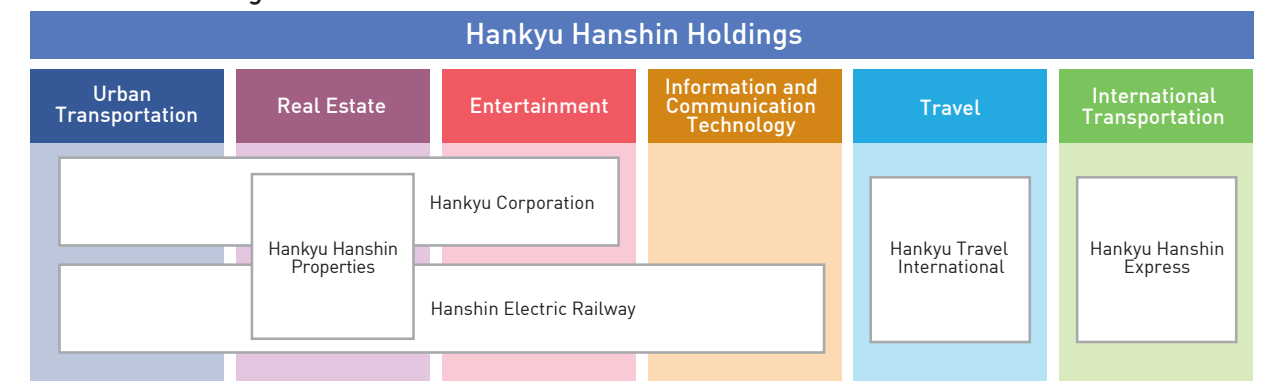 Hankyu Hanshin Holdings
Urban
Transportation
Real Estate
Entertainment
Information and
Communication
Technology
Travel
International
Transportation
Hankyu Corporation
Hankyu Hanshin
Properties
Hanshin Electric Railway
Hankyu Travel
International
Hankyu Hanshin
Express